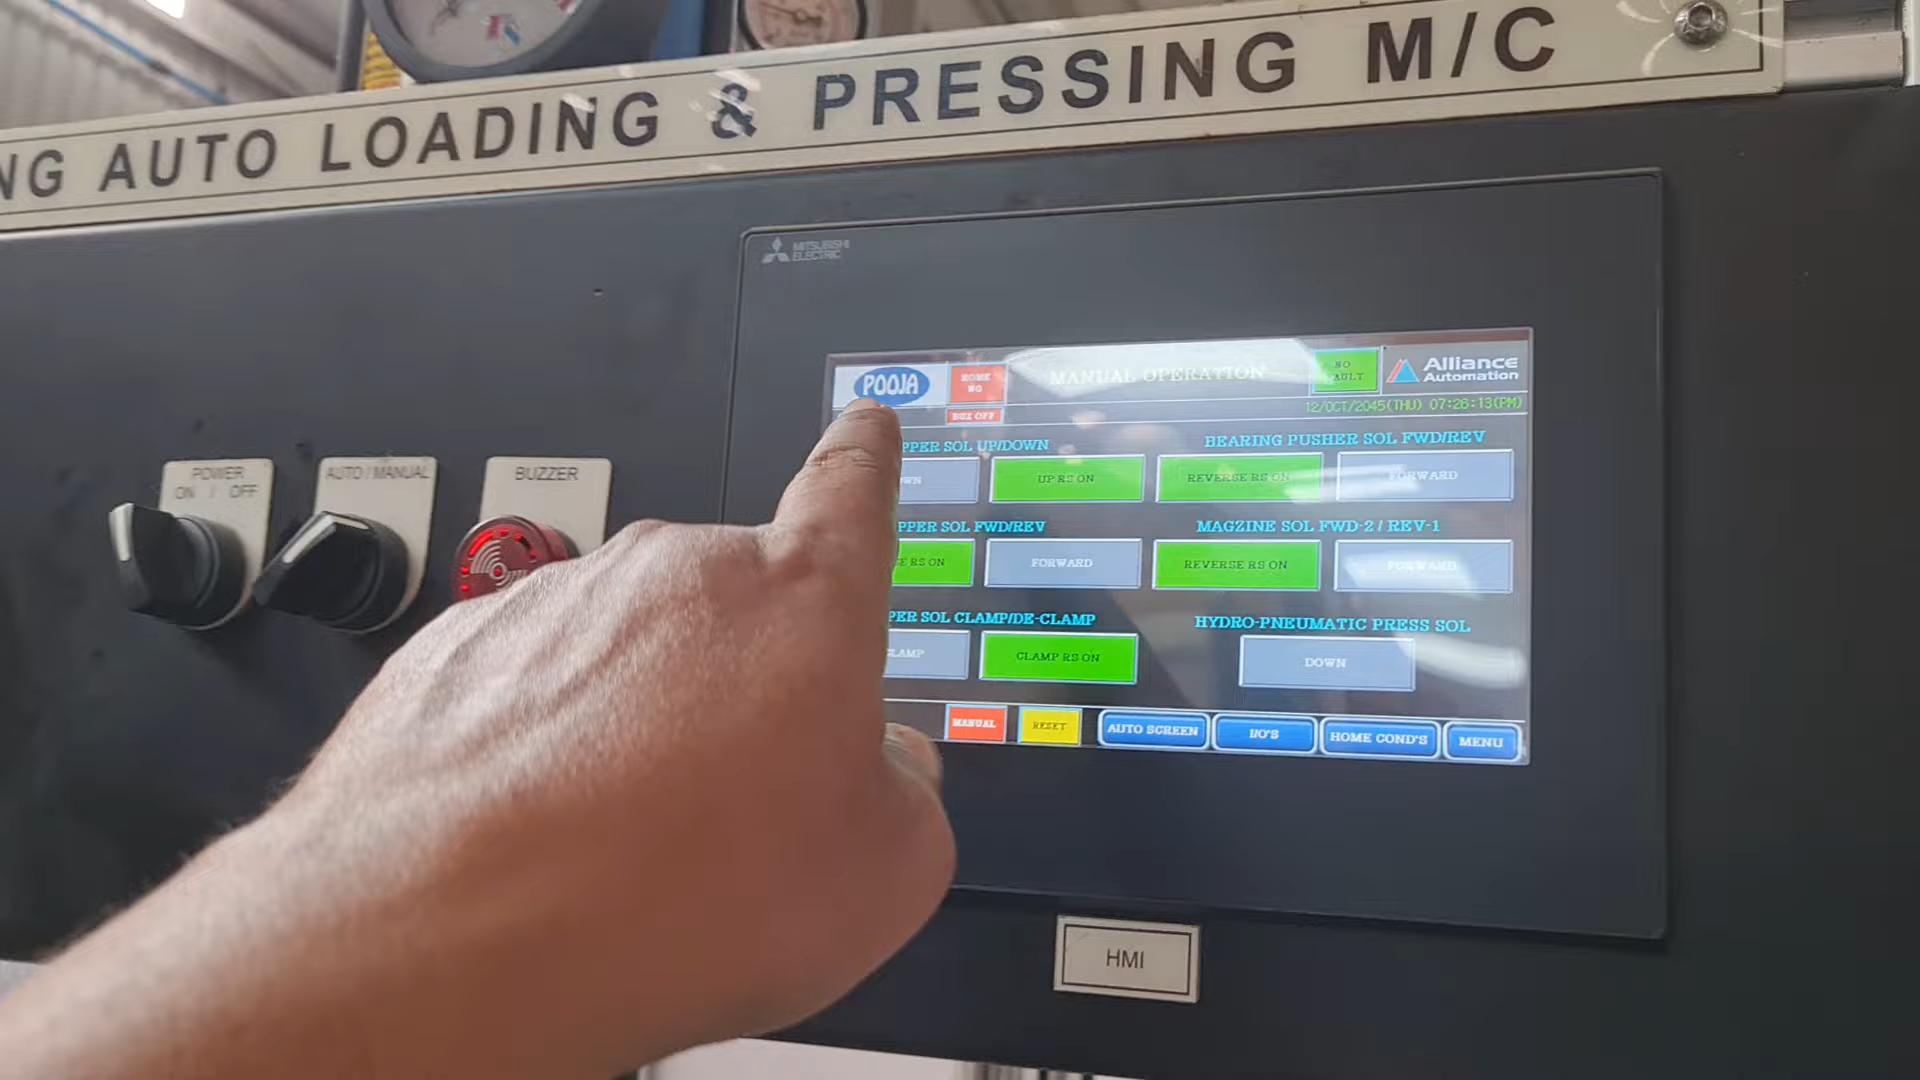 NG AUTO LOADING & PRESSING M/C
MITSUBISHI
ELECTRIC
POWER
ON / OFF
AUTO / MANUAL
BUZZER
POOJA
HOME
NG
BUZ OFF
MANUAL OPERATION
NO
FAULT
Alliance
Automation
12/OCT/2045(THU) 07:26:13(PM)
PPER SOL UP/DOWN
BEARING PUSHER SOL FWD/REV
WN
UP RS ON
REVERSE RS ON
FORWARD
PPER SOL FWD/REV
MAGZINE SOL FWD-2 / REV-1
SE RS ON
FORWARD
REVERSE RS ON
FORWARD
PER SOL CLAMP/DE-CLAMP
HYDRO-PNEUMATIC PRESS SOL
CLAMP
CLAMP RS ON
DOWN
MANUAL
RESET
AUTO SCREEN
I/O'S
HOME COND'S
MENU
HMI